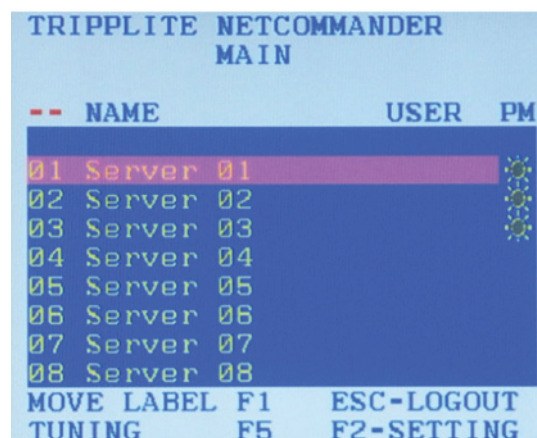 TRIPPLITE NETCOMMANDER
MAIN
-- NAME USER PM
01 Server 01
02 Server 02
03 Server 03
04 Server 04
05 Server 05
06 Server 06
07 Server 07
08 Server 08
MOVE LABEL F1 ESC-LOGOUT
TUNING F5 F2-SETTING